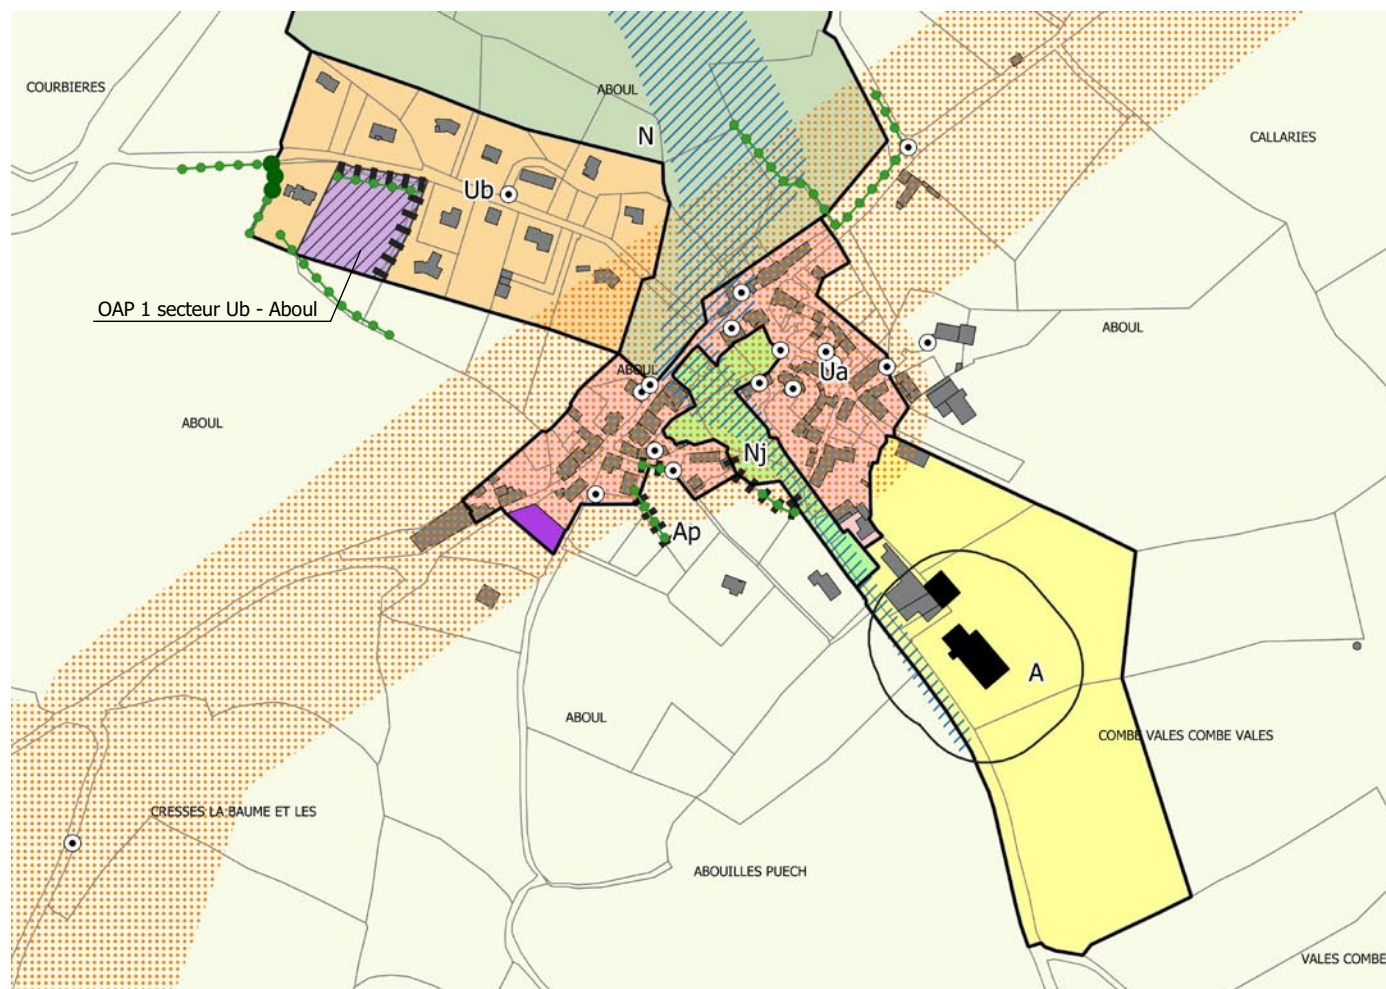 COURBIERES
ABOUL
N
CALLARIES
Ub
OAP 1 secteur Ub - Aboul
ABOUL
ABOUL
Ua
ABOUL
Nj
Ap
A
ABOUL
COMBE VALES COMBE VALES
CRESSES LA BAUME ET LES
ABOUILLES PUECH
VALES COMBE